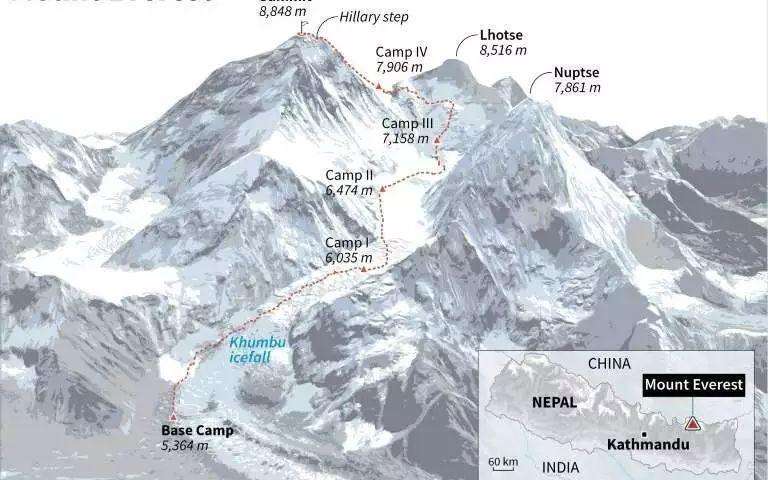 8,848 m
Hillary step
Camp IV
7,906 m
Lhotse
8,516 m
Nuptse
7,861 m
Camp III
7,158 m
Camp II
6,474 m
Camp I
6,035 m
Khumbu
icefall
Base Camp
5,364 m
CHINA
Mount Everest
NEPAL
Kathmandu
60 km
INDIA